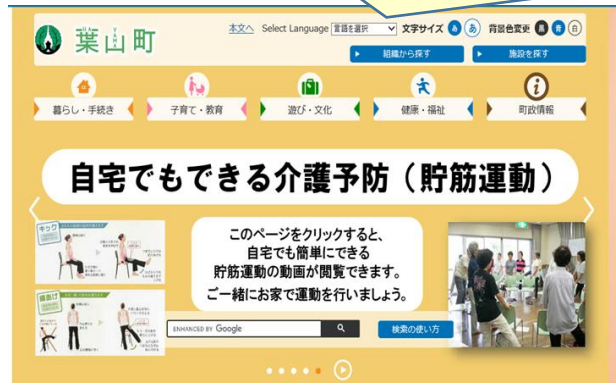 葉山町
本文へ Select Language 言語を選択 文字サイズ あ あ 背景色変更 黒 青 白
組織から探す 施設を探す
暮らし・手続き 子育て・教育 遊び・文化 健康・福祉 町政情報
自宅でもできる介護予防（貯筋運動）
キック
このページをクリックすると、
自宅でも簡単にできる
貯筋運動の動画が閲覧できます。
ご一緒にお家で運動を行いましょう。
ENHANCED BY Google 検索の使い方